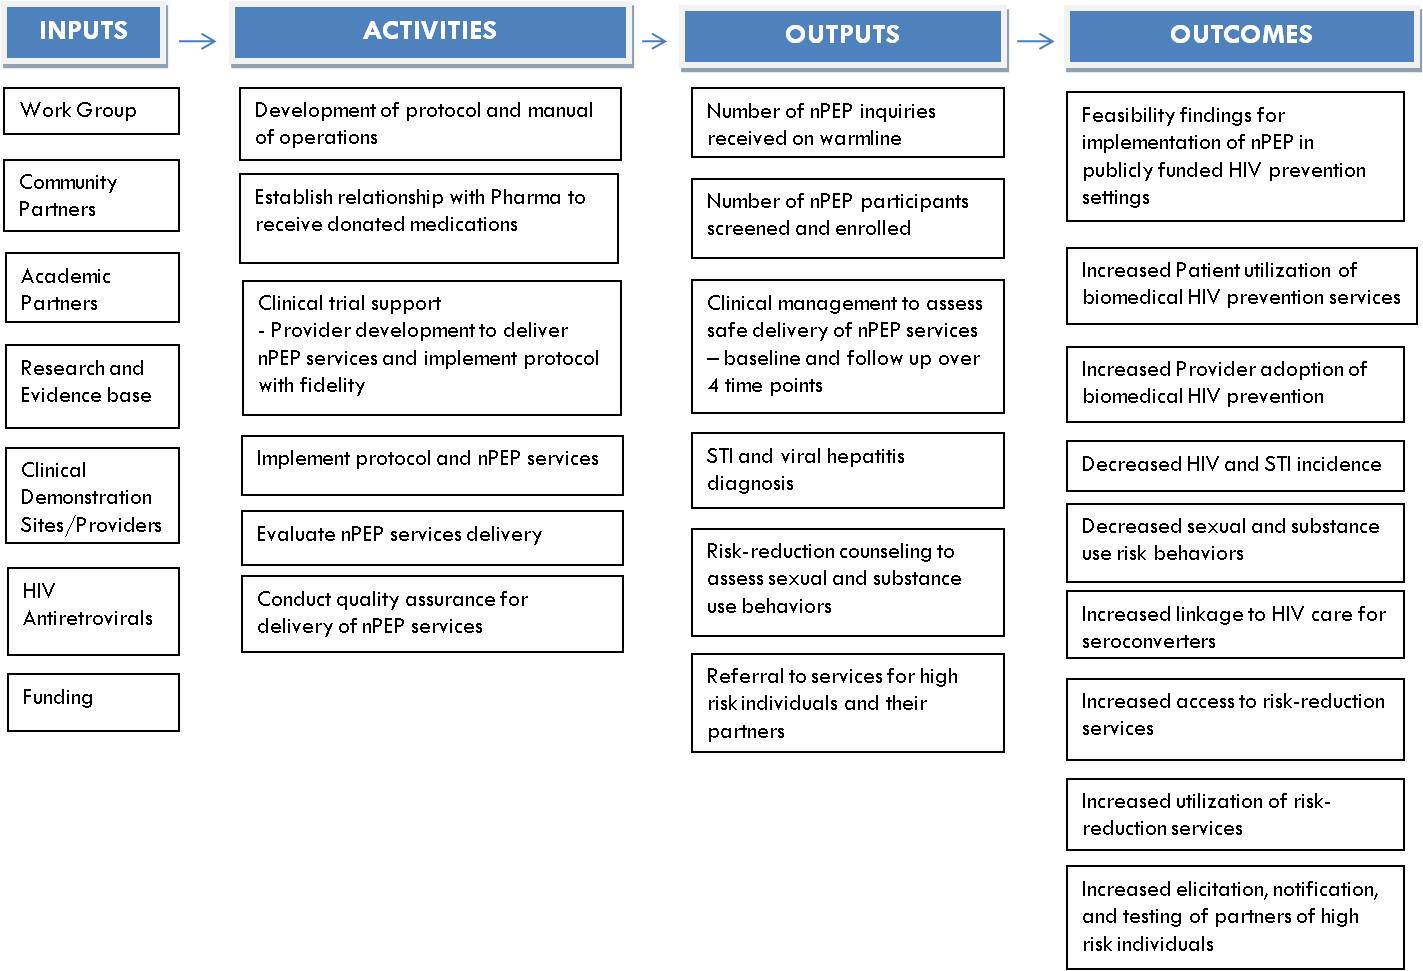 INPUTS
Work Group
Community
Partners
Academic
Partners
Research and
Evidence base
Clinical
Demonstration
Sites/Providers
HIV
Antiretrovirals
Funding
ACTIVITIES
Development of protocol and manual
of operations
Establish relationship with Pharma to
receive donated medications
Clinical trial support
- Provider development to deliver
nPEP services and implement protocol
with fidelity
Implement protocol and nPEP services
Evaluate nPEP services delivery
Conduct quality assurance for
delivery of nPEP services
OUTPUTS
Number of nPEP inquiries
received on warmline
Number of nPEP participants
screened and enrolled
Clinical management to assess
safe delivery of nPEP services
– baseline and follow up over
4 time points
STI and viral hepatitis
diagnosis
Risk-reduction counseling to
assess sexual and substance
use behaviors
Referral to services for high
risk individuals and their
partners
OUTCOMES
Feasibility findings for
implementation of nPEP in
publicly funded HIV prevention
settings
Increased Patient utilization of
biomedical HIV prevention services
Increased Provider adoption of
biomedical HIV prevention
Decreased HIV and STI incidence
Decreased sexual and substance
use risk behaviors
Increased linkage to HIV care for
seroconverters
Increased access to risk-reduction
services
Increased utilization of risk-
reduction services
Increased elicitation, notification,
and testing of partners of high
risk individuals